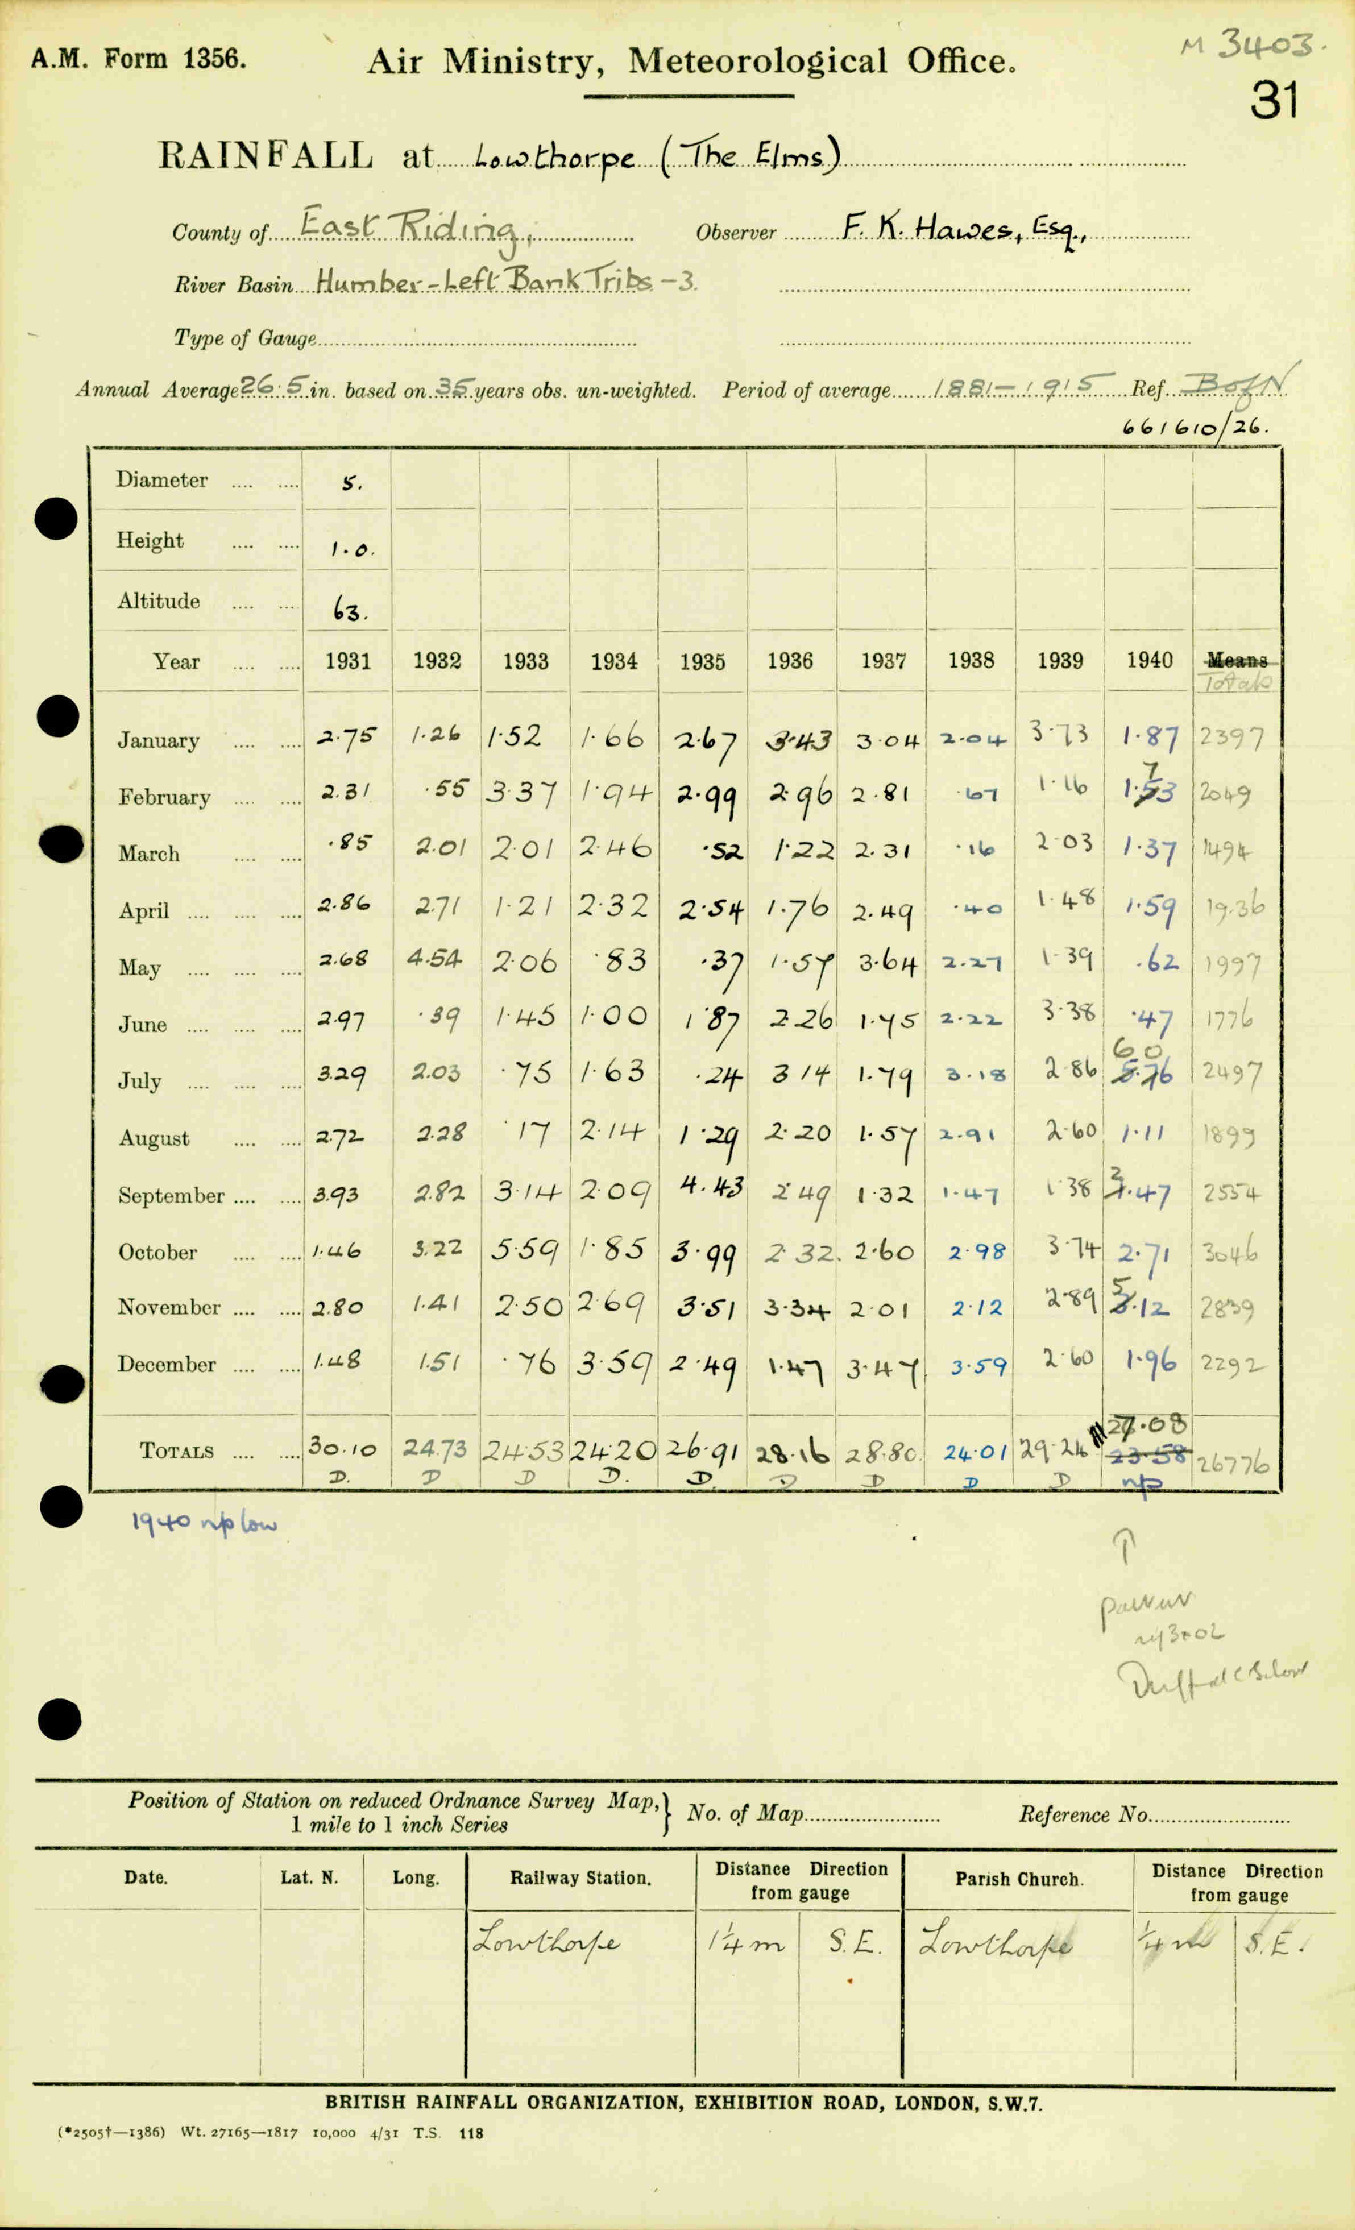 M 3403.
A.M. Form 1356. Air Ministry, Meteorological Office.
31
RAINFALL at Lowthorpe (The Elms)
County of East Riding, Observer F. K. Hawes, Esq.,
River Basin Humber-Left Bank Tribs-3.
Type of Gauge
Annual Average 26.5 in. based on 35 years obs. un-weighted. Period of average 1881-1915 Ref. B of N
661610/26.
Diameter 5.
Height 1.0.
Altitude 63.
Year 1931 1932 1933 1934 1935 1936 1937 1938 1939 1940 Means
Totals
January 2.75 1.26 1.52 1.66 2.67 3.43 3.04 2.04 3.73 1.87 2397
7
February 2.31 .55 3.37 1.94 2.99 2.96 2.81 .67 1.16 1.53 2049
March .85 2.01 2.01 2.46 .52 1.22 2.31 .16 2.03 1.37 1494
April 2.86 2.71 1.21 2.32 2.54 1.76 2.49 .40 1.48 1.59 19.36
May 2.68 4.54 2.06 .83 .37 1.57 3.64 2.27 1.39 .62 1997
June 2.97 .39 1.45 1.00 1.87 2.26 1.75 2.22 3.38 .47 1776
6 0
July 3.29 2.03 .75 1.63 .24 3.14 1.79 3.18 2.86 5.76 2497
August 2.72 2.28 .17 2.14 1.29 2.20 1.57 2.91 2.60 1.11 1899
September 3.93 2.82 3.14 2.09 4.43 2.49 1.32 1.47 1.38 .47 2554
October 1.46 3.22 5.59 1.85 3.99 2.32. 2.60 2.98 3.74 2.71 3046
5
November 2.80 1.41 2.50 2.69 3.51 3.34 2.01 2.12 2.89 .12 2839
December 1.48 1.51 .76 3.59 2.49 1.47 3.47 3.59 2.60 1.96 2292
27.08
TOTALS 30.10 24.73 24.53 24.20 26.91 28.16 28.80. 24.01 29.24 23.58 26776
D. D D D. D. D D D D np
1940 np low
Position of Station on reduced Ordnance Survey Map,} No. of Map Reference No.
1 mile to 1 inch Series
Date. Lat. N. Long. Railway Station. Distance Direction from gauge Parish Church. Distance Direction from gauge
Lowthorpe 1¼ m S.E. Lowthorpe ¼ m S.E.
BRITISH RAINFALL ORGANIZATION, EXHIBITION ROAD, LONDON, S.W.7.
(*2505†—1386) Wt. 27165—1817 10,000 4/31 T.S. 118